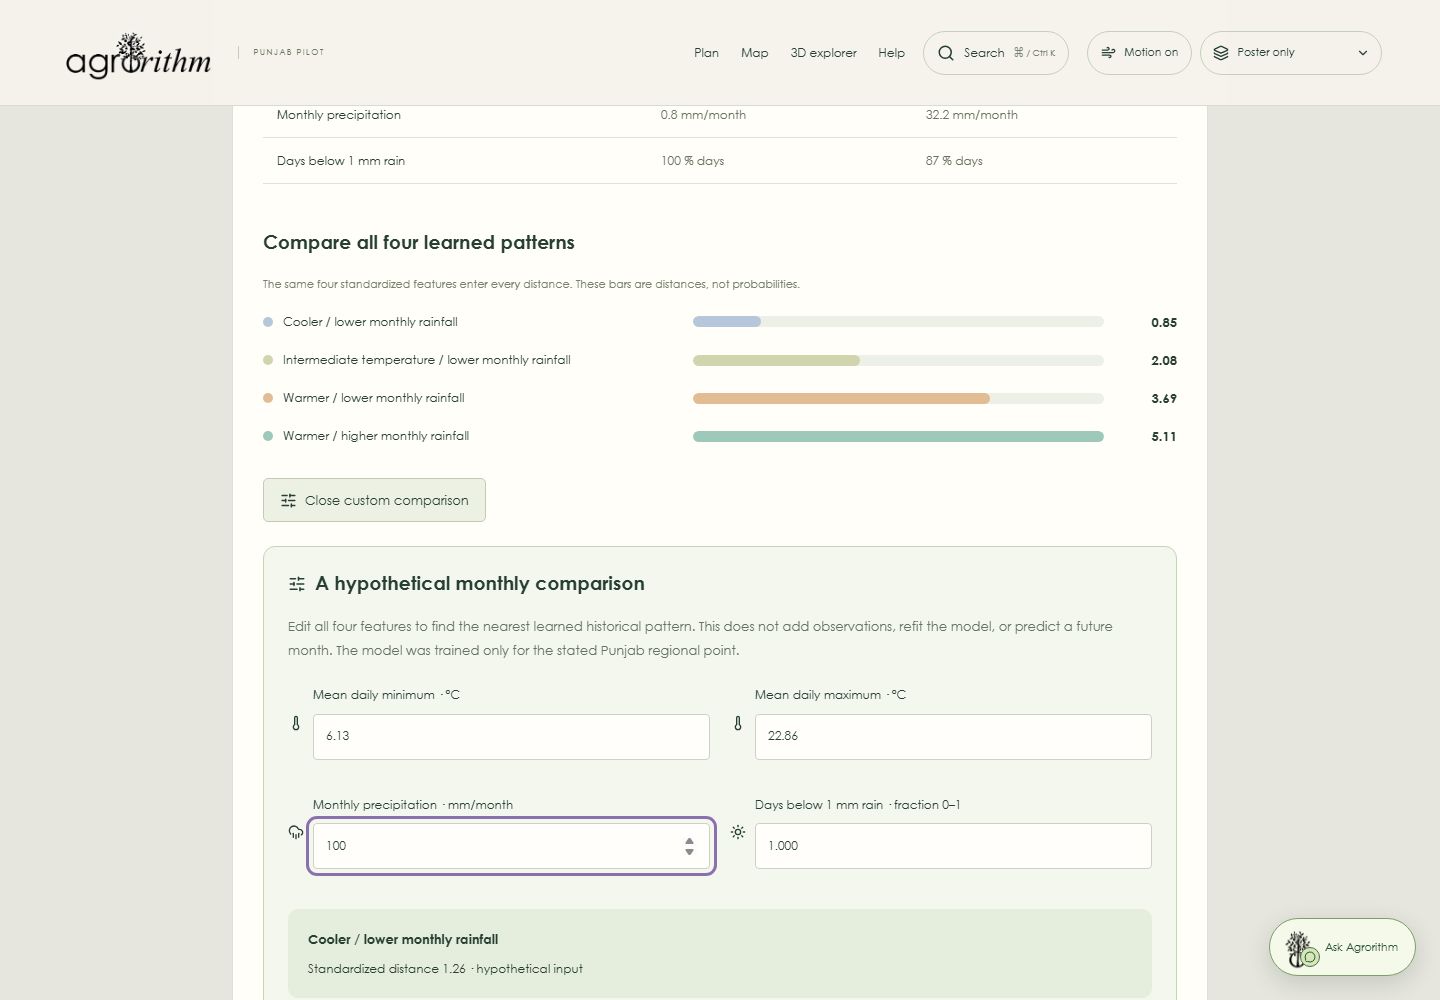 agrorithm
PUNJAB PILOT
Plan
Map
3D explorer
Help
Search ⌘ / Ctrl K
Motion on
Poster only
Monthly precipitation 0.8 mm/month 32.2 mm/month
Days below 1 mm rain 100 % days 87 % days
Compare all four learned patterns
The same four standardized features enter every distance. These bars are distances, not probabilities.
Cooler / lower monthly rainfall 0.85
Intermediate temperature / lower monthly rainfall 2.08
Warmer / lower monthly rainfall 3.69
Warmer / higher monthly rainfall 5.11
Close custom comparison
A hypothetical monthly comparison
Edit all four features to find the nearest learned historical pattern. This does not add observations, refit the model, or predict a future
month. The model was trained only for the stated Punjab regional point.
Mean daily minimum · °C
6.13
Mean daily maximum · °C
22.86
Monthly precipitation · mm/month
100
Days below 1 mm rain · fraction 0–1
1.000
Cooler / lower monthly rainfall
Standardized distance 1.26 · hypothetical input
Ask Agrorithm